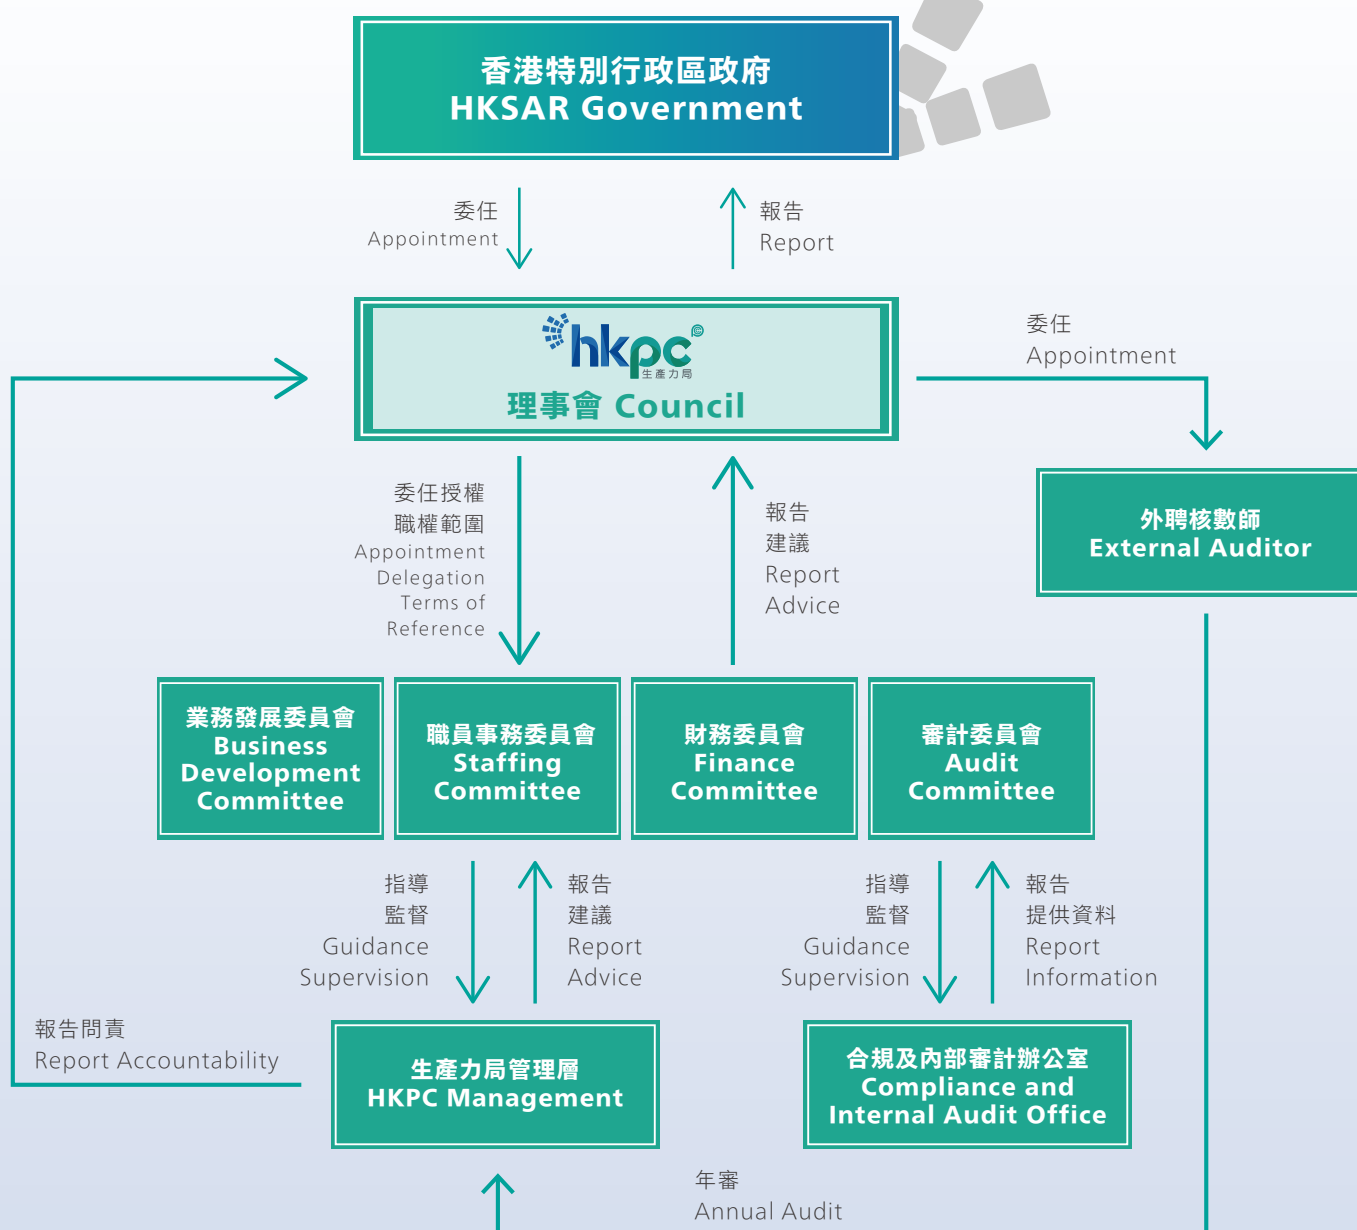 香港特別行政區政府
HKSAR Government
委任
Appointment
報告
Report
hkpc
生產力局
理事會 Council
委任
Appointment
委任授權
職權範圍
Appointment
Delegation
Terms of
Reference
報告
建議
Report
Advice
外聘核數師
External Auditor
業務發展委員會
Business
Development
Committee
職員事務委員會
Staffing
Committee
財務委員會
Finance
Committee
審計委員會
Audit
Committee
指導
監督
Guidance
Supervision
報告
建議
Report
Advice
指導
監督
Guidance
Supervision
報告
提供資料
Report
Information
報告問責
Report Accountability
生產力局管理層
HKPC Management
合規及內部審計辦公室
Compliance and
Internal Audit Office
年審
Annual Audit